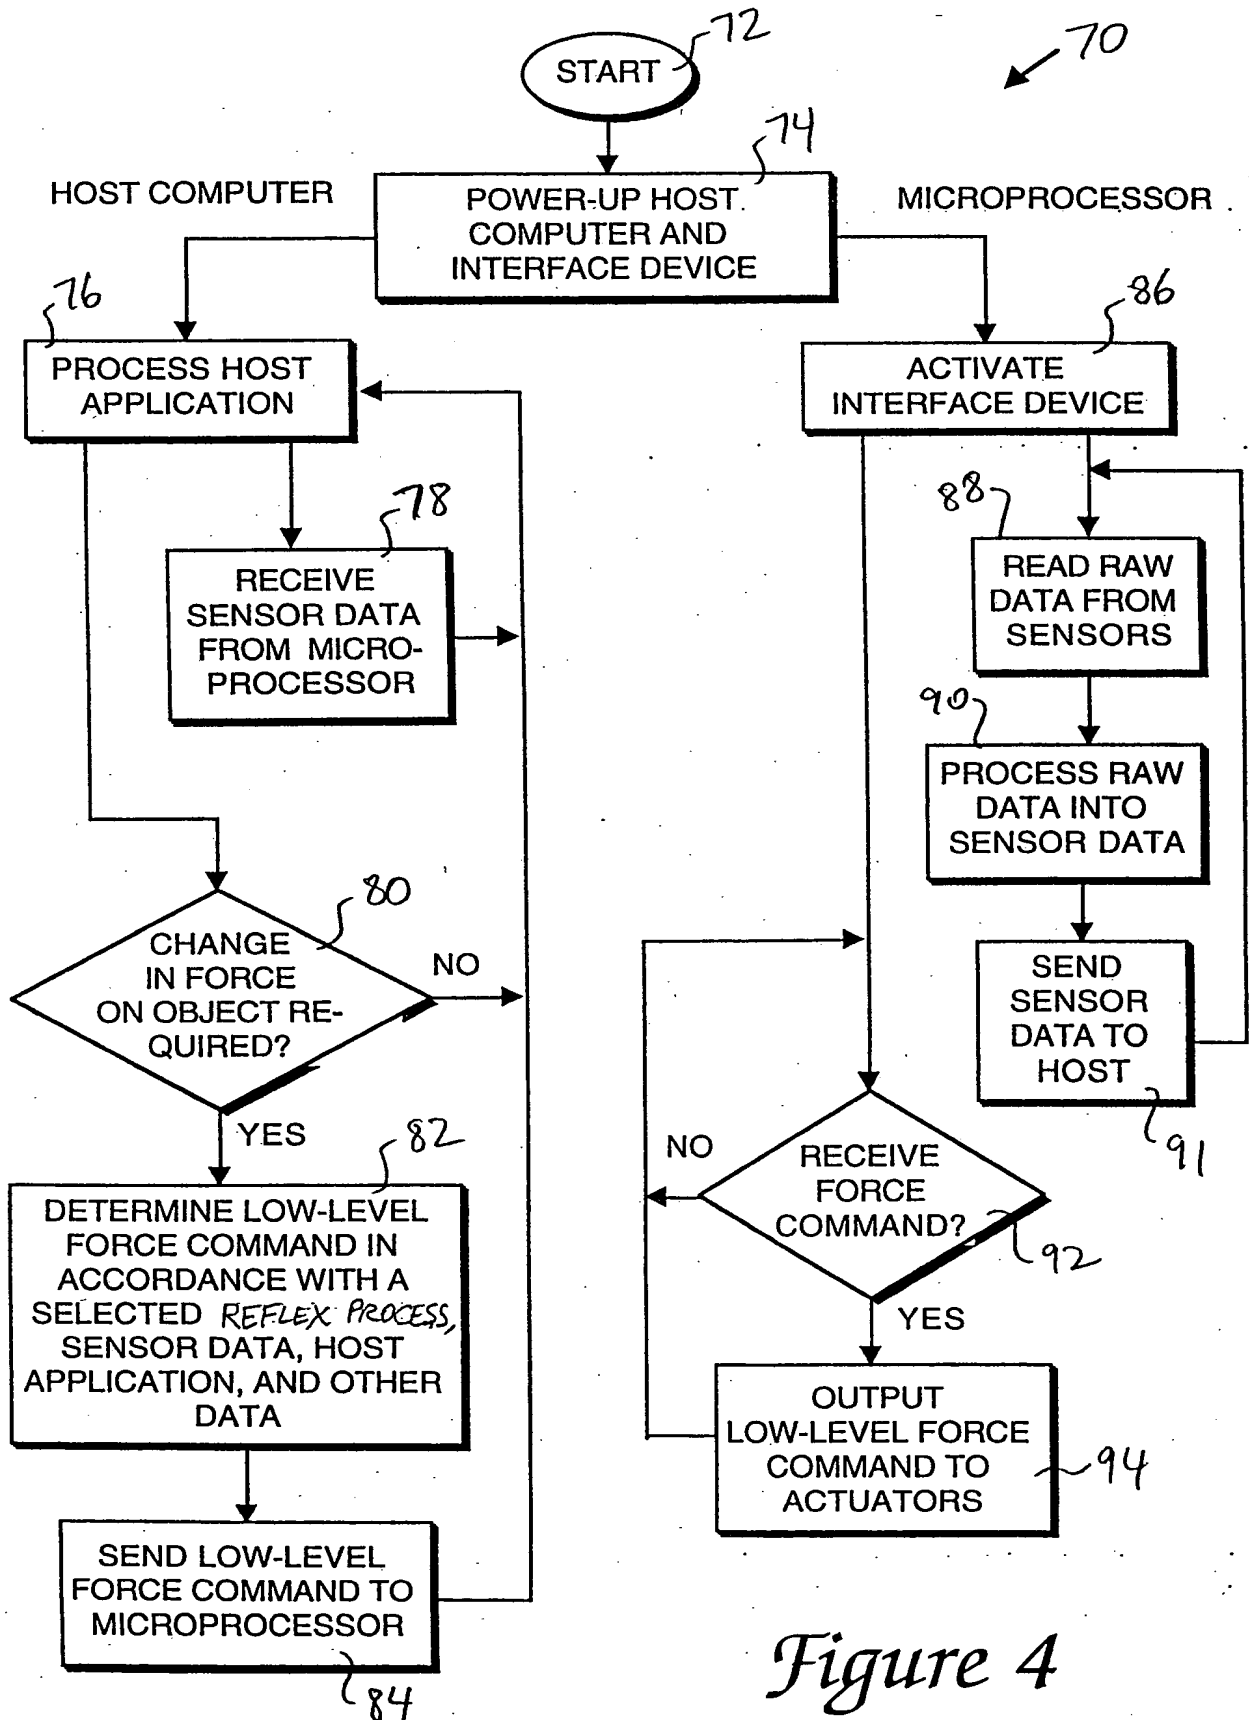 72
START
70
74
HOST COMPUTER
POWER-UP HOST
COMPUTER AND
INTERFACE DEVICE
MICROPROCESSOR
76
PROCESS HOST
APPLICATION
86
ACTIVATE
INTERFACE DEVICE
78
RECEIVE
SENSOR DATA
FROM MICRO-
PROCESSOR
88
READ RAW
DATA FROM
SENSORS
90
PROCESS RAW
DATA INTO
SENSOR DATA
80
CHANGE
IN FORCE
ON OBJECT RE-
QUIRED?
NO
YES
SEND
SENSOR
DATA TO
HOST
91
82
DETERMINE LOW-LEVEL
FORCE COMMAND IN
ACCORDANCE WITH A
SELECTED REFLEX PROCESS,
SENSOR DATA, HOST
APPLICATION, AND OTHER
DATA
NO
RECEIVE
FORCE
COMMAND?
92
YES
OUTPUT
LOW-LEVEL FORCE
COMMAND TO
ACTUATORS
94
SEND LOW-LEVEL
FORCE COMMAND TO
MICROPROCESSOR
84
Figure 4